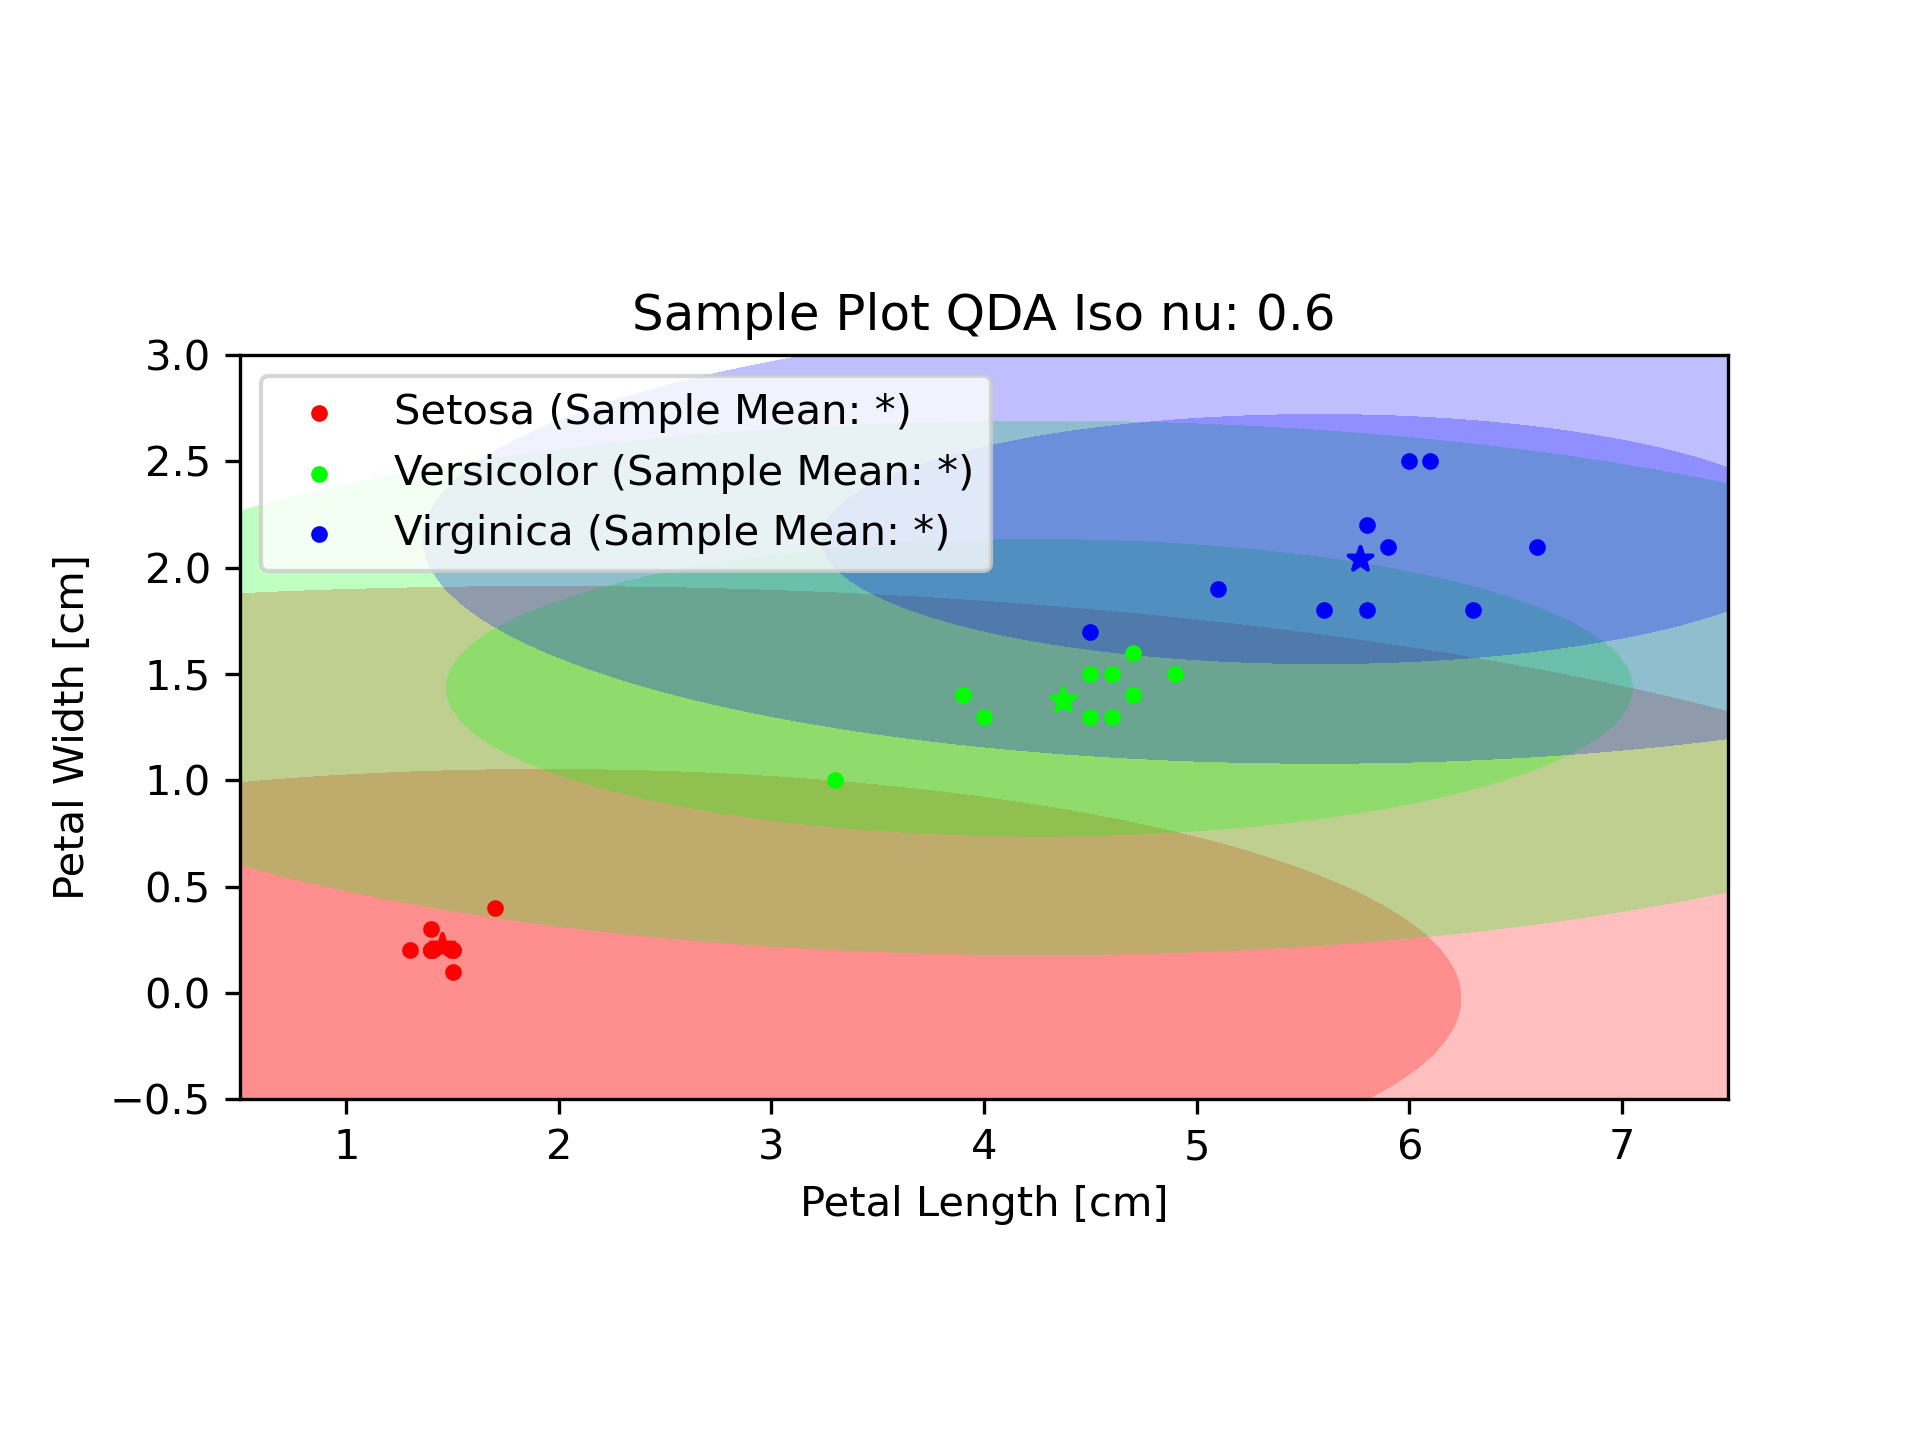 Sample Plot QDA Iso nu: 0.6
3.0
2.5
2.0
1.5
1.0
0.5
0.0
−0.5
Petal Width [cm]
Setosa (Sample Mean: *)
Versicolor (Sample Mean: *)
Virginica (Sample Mean: *)
1 2 3 4 5 6 7
Petal Length [cm]